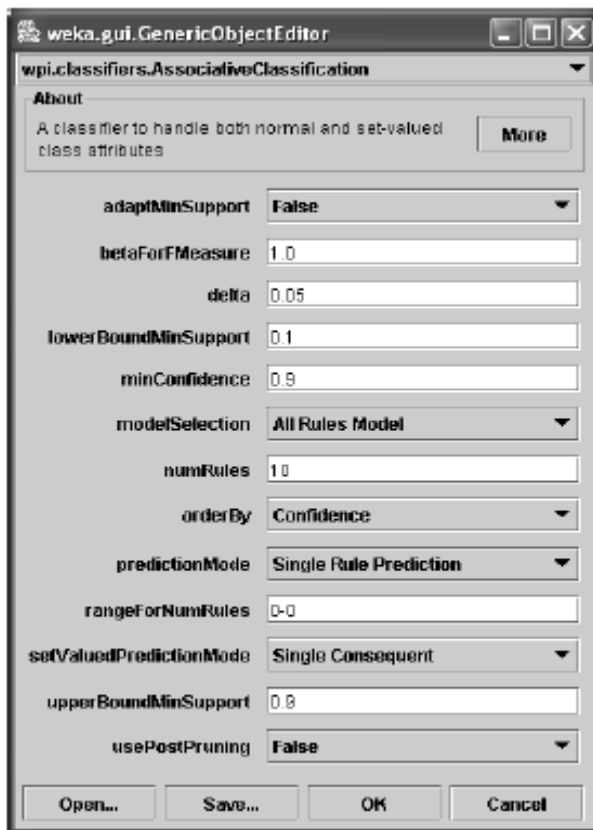 weka.gui.GenericObjectEditor
wpi.classifiers.AssociativeClassification
About
A classifier to handle both normal and set-valued
class attributes
More
adaptMinSupport False
betaForFMeasure 1.0
delta 0.05
lowerBoundMinSupport 0.1
minConfidence 0.9
modelSelection All Rules Model
numRules 10
orderBy Confidence
predictionMode Single Rule Prediction
rangeForNumRules 0-0
setValuedPredictionMode Single Consequent
upperBoundMinSupport 0.9
usePostPruning False
Open... Save... OK Cancel